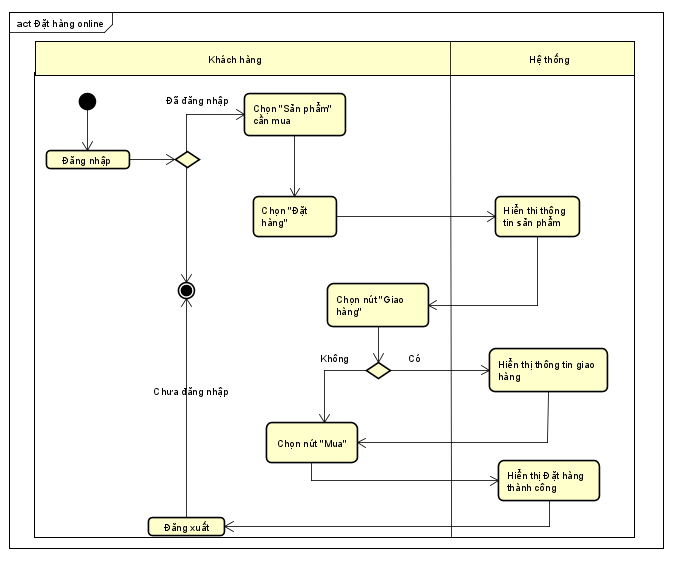 act Đặt hàng online
Khách hàng
Hệ thống
Đã đăng nhập
Chọn "Sản phẩm"
cần mua
Đăng nhập
Chọn "Đặt
hàng"
Hiển thi thông
tin sản phẩm
Chọn nút "Giao
hàng"
Không
Có
Hiển thị thông tin giao
hàng
Chưa đăng nhập
Chọn nút "Mua"
Hiển thị Đặt hàng
thành công
Đăng xuất